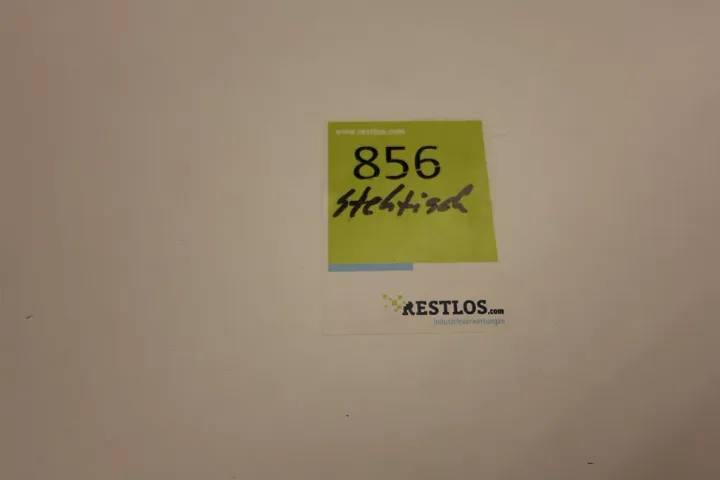 www.restlos.com
856
Stehtisch
RESTLOS.com
Industrieverwertungen